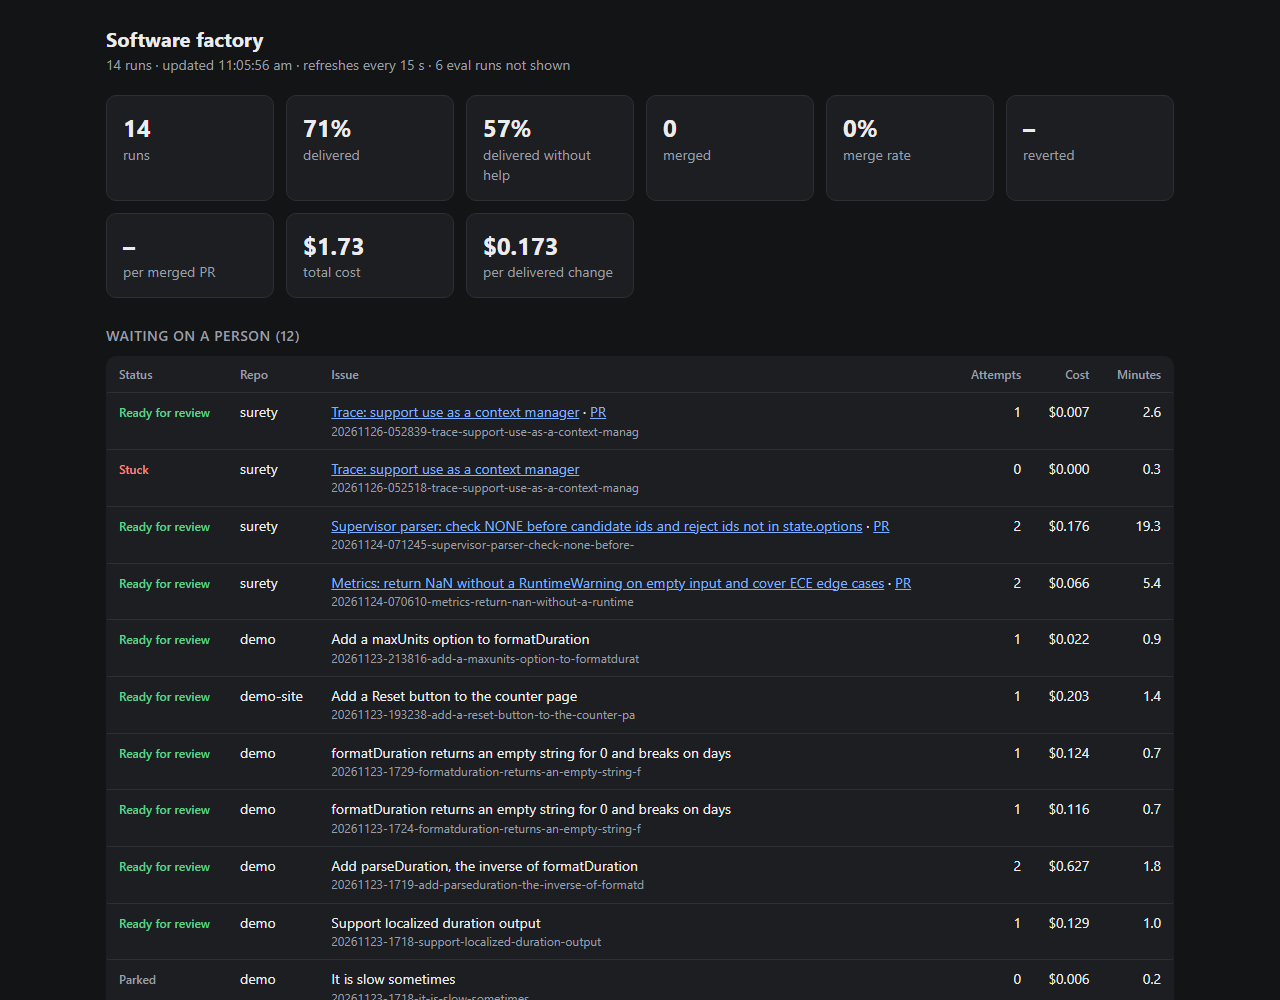 Software factory
14 runs · updated 11:05:56 am · refreshes every 15 s · 6 eval runs not shown
14
runs
71%
delivered
57%
delivered without
help
0
merged
0%
merge rate
–
reverted
–
per merged PR
$1.73
total cost
$0.173
per delivered change
WAITING ON A PERSON (12)
Status Repo Issue Attempts Cost Minutes
Ready for review surety Trace: support use as a context manager · PR 1 $0.007 2.6
20261126-052839-trace-support-use-as-a-context-manag
Stuck surety Trace: support use as a context manager 0 $0.000 0.3
20261126-052518-trace-support-use-as-a-context-manag
Ready for review surety Supervisor parser: check NONE before candidate ids and reject ids not in state.options · PR 2 $0.176 19.3
20261124-071245-supervisor-parser-check-none-before-
Ready for review surety Metrics: return NaN without a RuntimeWarning on empty input and cover ECE edge cases · PR 2 $0.066 5.4
20261124-070610-metrics-return-nan-without-a-runtime
Ready for review demo Add a maxUnits option to formatDuration 1 $0.022 0.9
20261123-213816-add-a-maxunits-option-to-formatdurat
Ready for review demo-site Add a Reset button to the counter page 1 $0.203 1.4
20261123-193238-add-a-reset-button-to-the-counter-pa
Ready for review demo formatDuration returns an empty string for 0 and breaks on days 1 $0.124 0.7
20261123-1729-formatduration-returns-an-empty-string-f
Ready for review demo formatDuration returns an empty string for 0 and breaks on days 1 $0.116 0.7
20261123-1724-formatduration-returns-an-empty-string-f
Ready for review demo Add parseDuration, the inverse of formatDuration 2 $0.627 1.8
20261123-1719-add-parseduration-the-inverse-of-formatd
Ready for review demo Support localized duration output 1 $0.129 1.0
20261123-1718-support-localized-duration-output
Parked demo It is slow sometimes 0 $0.006 0.2
20261123-1718-it-is-slow-sometimes